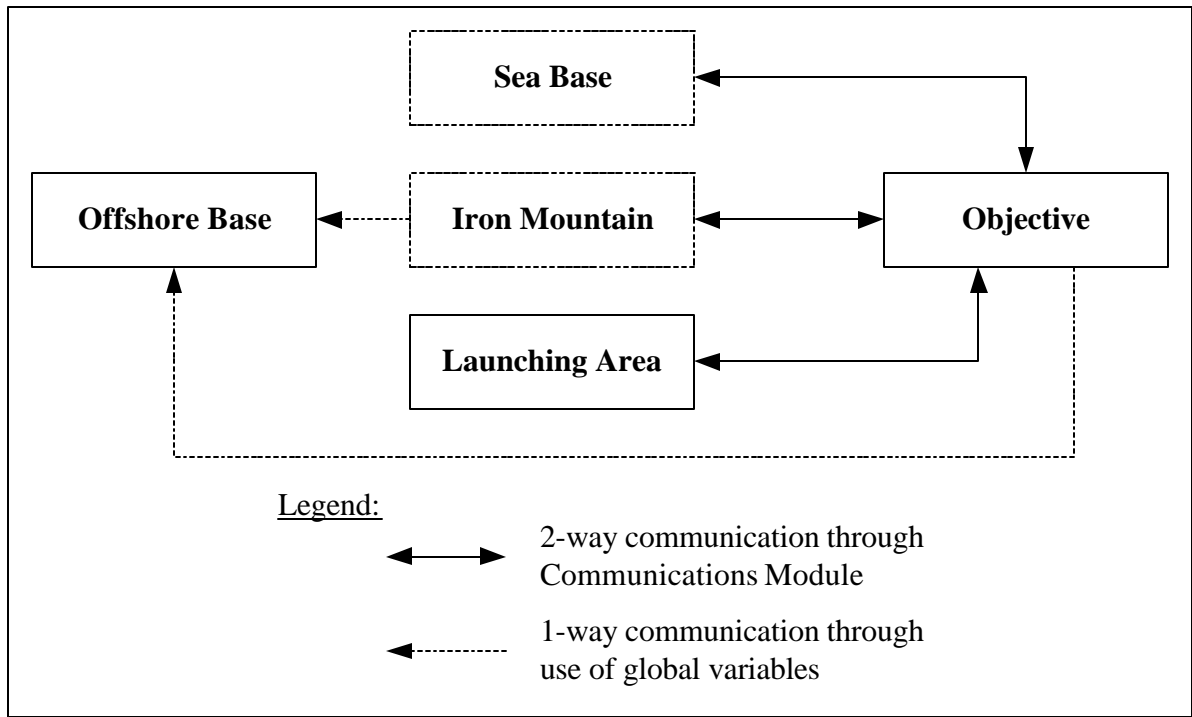 Sea Base
Offshore Base
Iron Mountain
Objective
Launching Area
Legend:
2-way communication through
Communications Module
1-way communication through
use of global variables